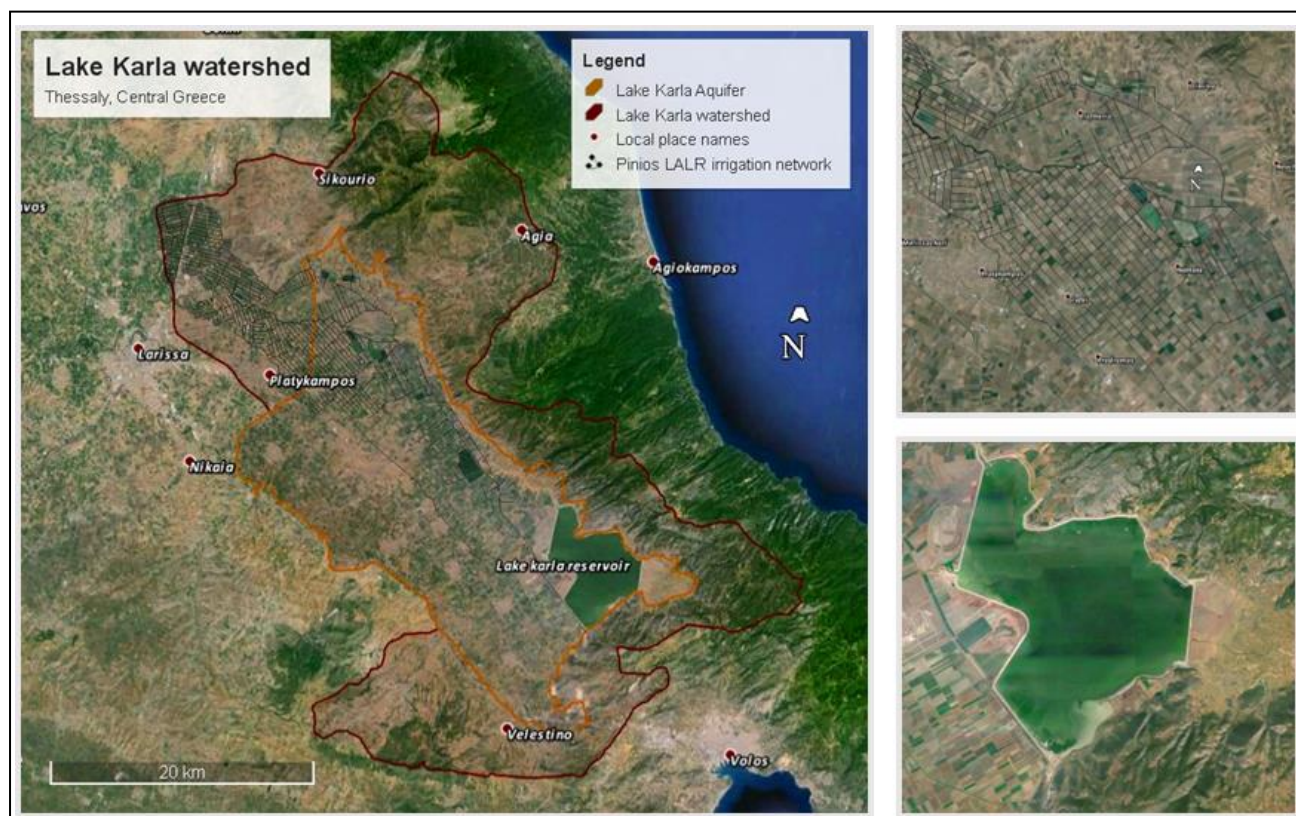 Lake Karla watershed
Thessaly, Central Greece
Legend
Lake Karla Aquifer
Lake Karla watershed
Local place names
Pinios LALR irrigation network
Sikourio
Agia
Agiokampos
N
Larissa
Platykampos
Nikaia
Lake karla reservoir
Velestino
Volos
20 km
N
Platykampos